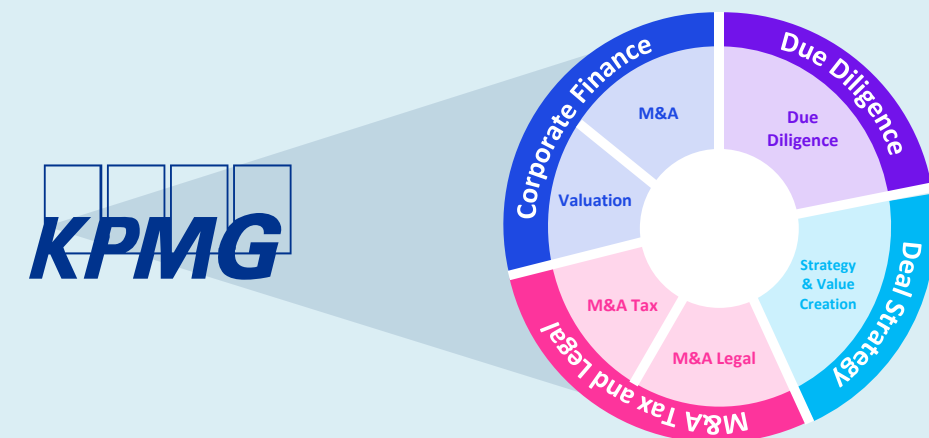 KPMG
Corporate Finance
Due Diligence
M&A
Due
Diligence
Valuation
Strategy
& Value
Creation
Deal Strategy
M&A Tax
M&A Legal
M&A Tax and Legal